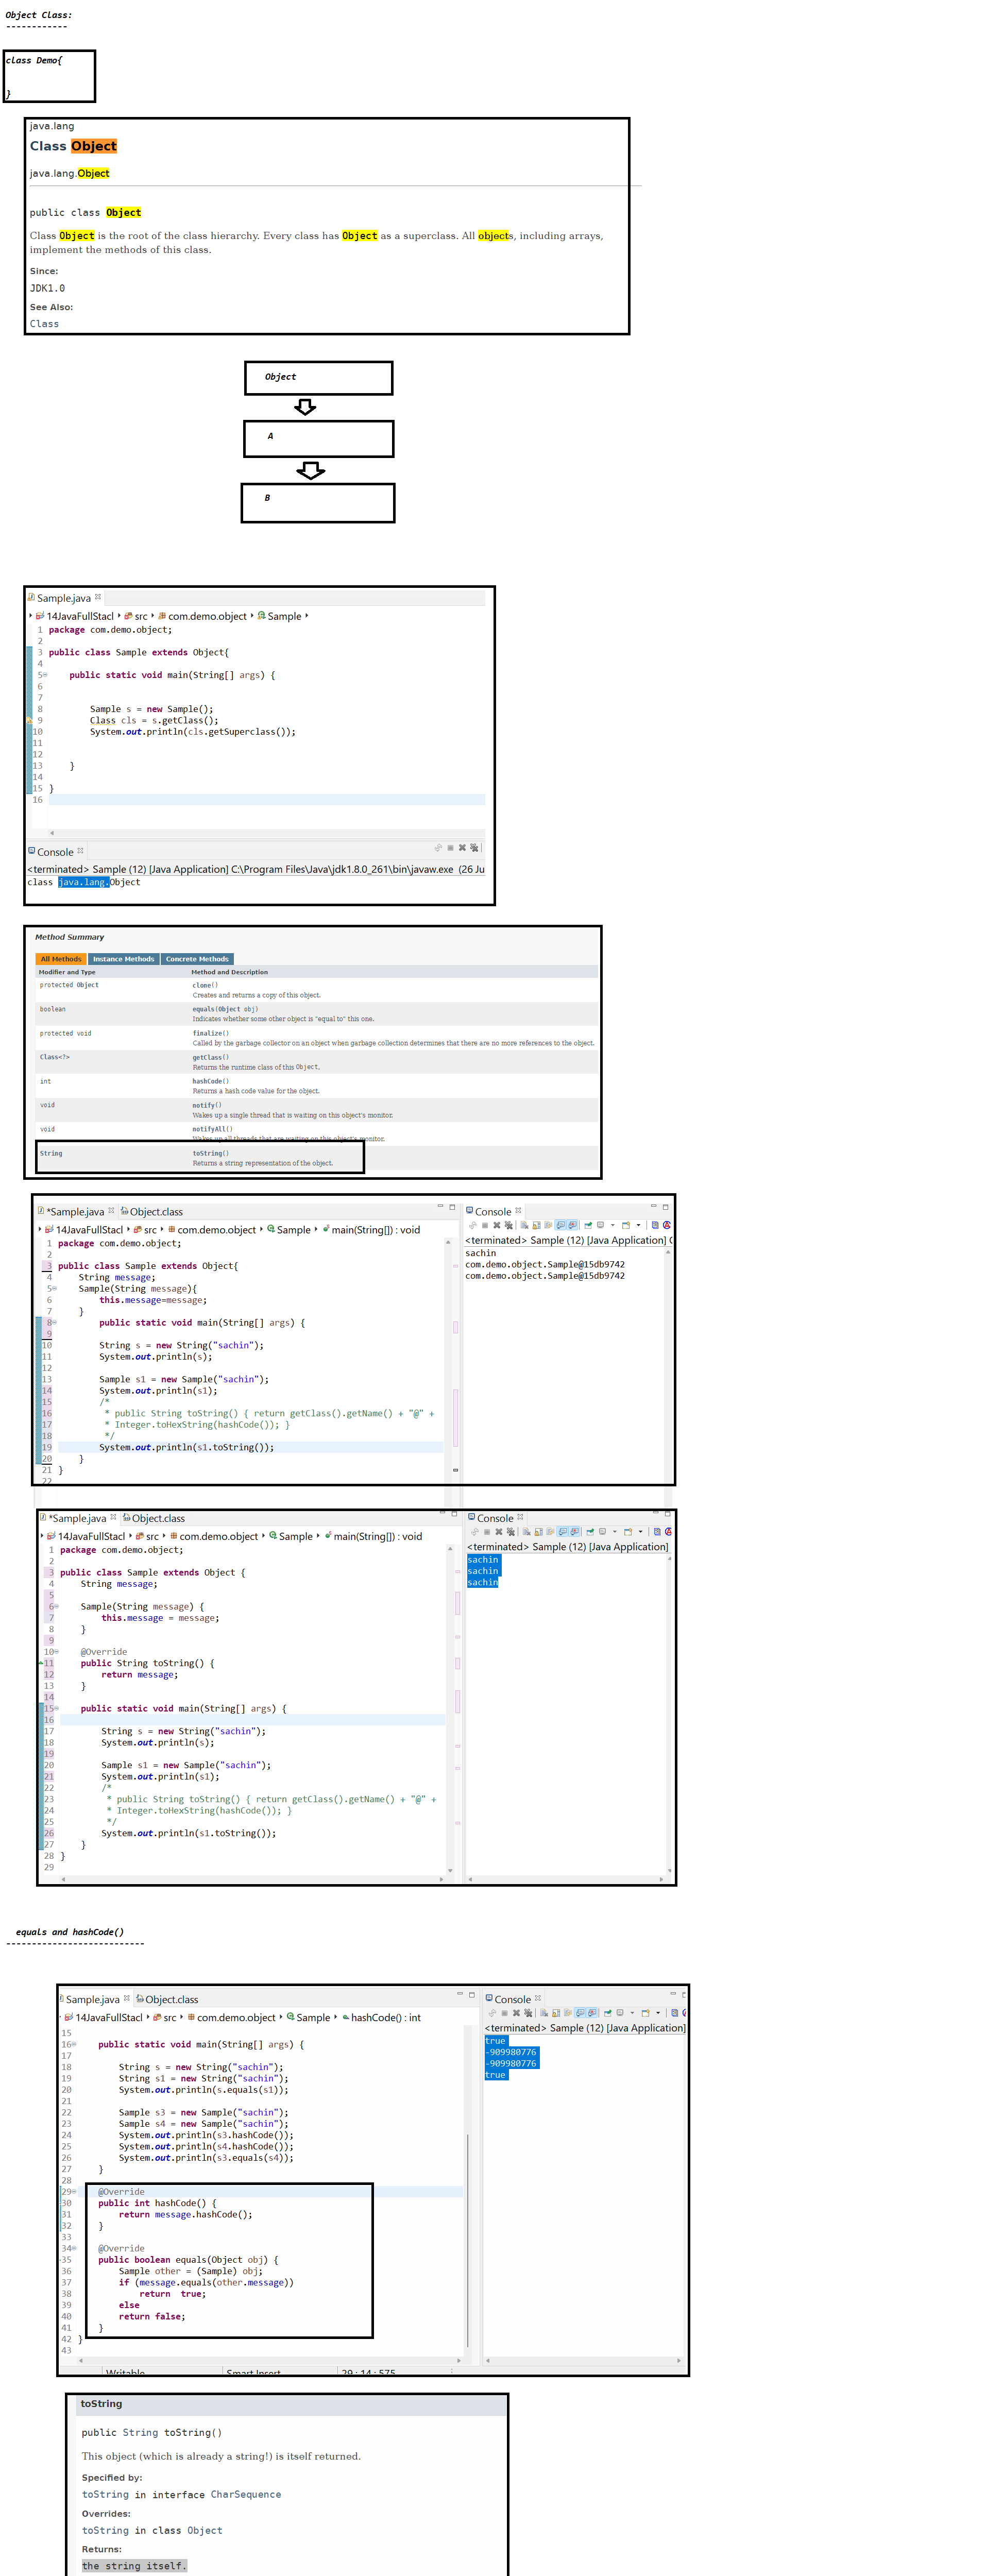 Object Class:
------------
class Demo{
}
java.lang
Class Object
java.lang.Object
public class Object
Class Object is the root of the class hierarchy. Every class has Object as a superclass. All objects, including arrays,
implement the methods of this class.
Since:
JDK1.0
See Also:
Class
Object
A
B
Sample.java
14JavaFullStacl src com.demo.object Sample
1 package com.demo.object;
2
3 public class Sample extends Object{
4
5 public static void main(String[] args) {
6
7
8 Sample s = new Sample();
9 Class cls = s.getClass();
10 System.out.println(cls.getSuperclass());
11
12
13 }
14
15 }
16
Console
<terminated> Sample (12) [Java Application] C:\Program Files\Java\jdk1.8.0_261\bin\javaw.exe (26 Ju
class java.lang.Object
Method Summary
All Methods Instance Methods Concrete Methods
Modifier and Type Method and Description
protected Object clone()
Creates and returns a copy of this object.
boolean equals(Object obj)
Indicates whether some other object is "equal to" this one.
protected void finalize()
Called by the garbage collector on an object when garbage collection determines that there are no more references to the object.
Class<?> getClass()
Returns the runtime class of this Object.
int hashCode()
Returns a hash code value for the object.
void notify()
Wakes up a single thread that is waiting on this object's monitor.
void notifyAll()
Wakes up all threads that are waiting on this object's monitor.
String toString()
Returns a string representation of the object.
*Sample.java Object.class
14JavaFullStacl src com.demo.object Sample main(String[]) : void
1 package com.demo.object;
2
3 public class Sample extends Object{
4 String message;
5 Sample(String message){
6 this.message=message;
7 }
8 public static void main(String[] args) {
9
10 String s = new String("sachin");
11 System.out.println(s);
12
13 Sample s1 = new Sample("sachin");
14 System.out.println(s1);
15 /*
16 * public String toString() { return getClass().getName() + "@" +
17 * Integer.toHexString(hashCode()); }
18 */
19 System.out.println(s1.toString());
20 }
21 }
22
Console
<terminated> Sample (12) [Java Application] C
sachin
com.demo.object.Sample@15db9742
com.demo.object.Sample@15db9742
*Sample.java Object.class
14JavaFullStacl src com.demo.object Sample main(String[]) : void
1 package com.demo.object;
2
3 public class Sample extends Object {
4 String message;
5
6 Sample(String message) {
7 this.message = message;
8 }
9
10 @Override
11 public String toString() {
12 return message;
13 }
14
15 public static void main(String[] args) {
16
17 String s = new String("sachin");
18 System.out.println(s);
19
20 Sample s1 = new Sample("sachin");
21 System.out.println(s1);
22 /*
23 * public String toString() { return getClass().getName() + "@" +
24 * Integer.toHexString(hashCode()); }
25 */
26 System.out.println(s1.toString());
27 }
28 }
29
Console
<terminated> Sample (12) [Java Application]
sachin
sachin
sachin
equals and hashCode()
---------------------------
Sample.java Object.class
14JavaFullStacl src com.demo.object Sample hashCode() : int
15
16 public static void main(String[] args) {
17
18 String s = new String("sachin");
19 String s1 = new String("sachin");
20 System.out.println(s.equals(s1));
21
22 Sample s3 = new Sample("sachin");
23 Sample s4 = new Sample("sachin");
24 System.out.println(s3.hashCode());
25 System.out.println(s4.hashCode());
26 System.out.println(s3.equals(s4));
27 }
28
29 @Override
30 public int hashCode() {
31 return message.hashCode();
32 }
33
34 @Override
35 public boolean equals(Object obj) {
36 Sample other = (Sample) obj;
37 if (message.equals(other.message))
38 return true;
39 else
40 return false;
41 }
42 }
43
Writable Smart Insert 29 : 14 : 575
Console
<terminated> Sample (12) [Java Application]
true
-909980776
-909980776
true
toString
public String toString()
This object (which is already a string!) is itself returned.
Specified by:
toString in interface CharSequence
Overrides:
toString in class Object
Returns:
the string itself.